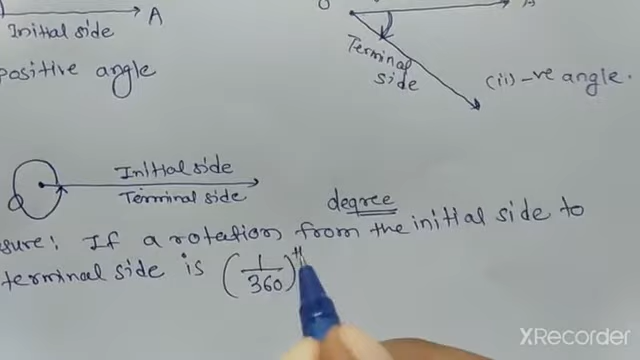 O
Initial side
A
positive angle
Terminal
side
(ii) -ve angle.
Initial side
Terminal side
degree
sure: If a rotation from the initial side to
terminal side is (1/360)th
XRecorder